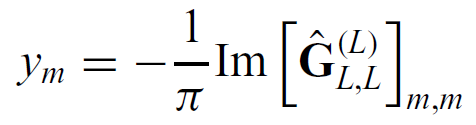 $y_m = -\frac{1}{\pi} \mathrm{Im} \left[ \hat{\mathbf{G}}_{L,L}^{(L)} \right]_{m,m}$